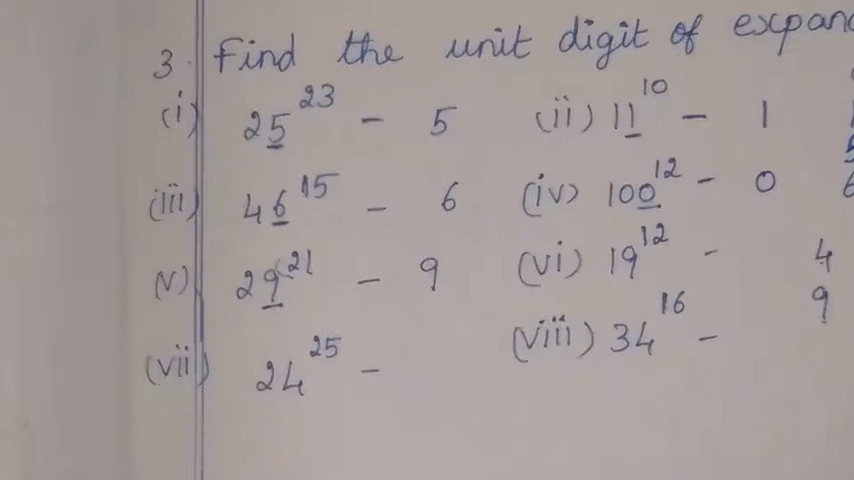 3. Find the unit digit of expan
(i) 25^23 - 5 (ii) 11^10 - 1
(iii) 46^15 - 6 (iv) 100^12 - 0
(v) 29^21 - 9 (vi) 19^12 - 4
9
(vii) 24^25 - (viii) 34^16 -